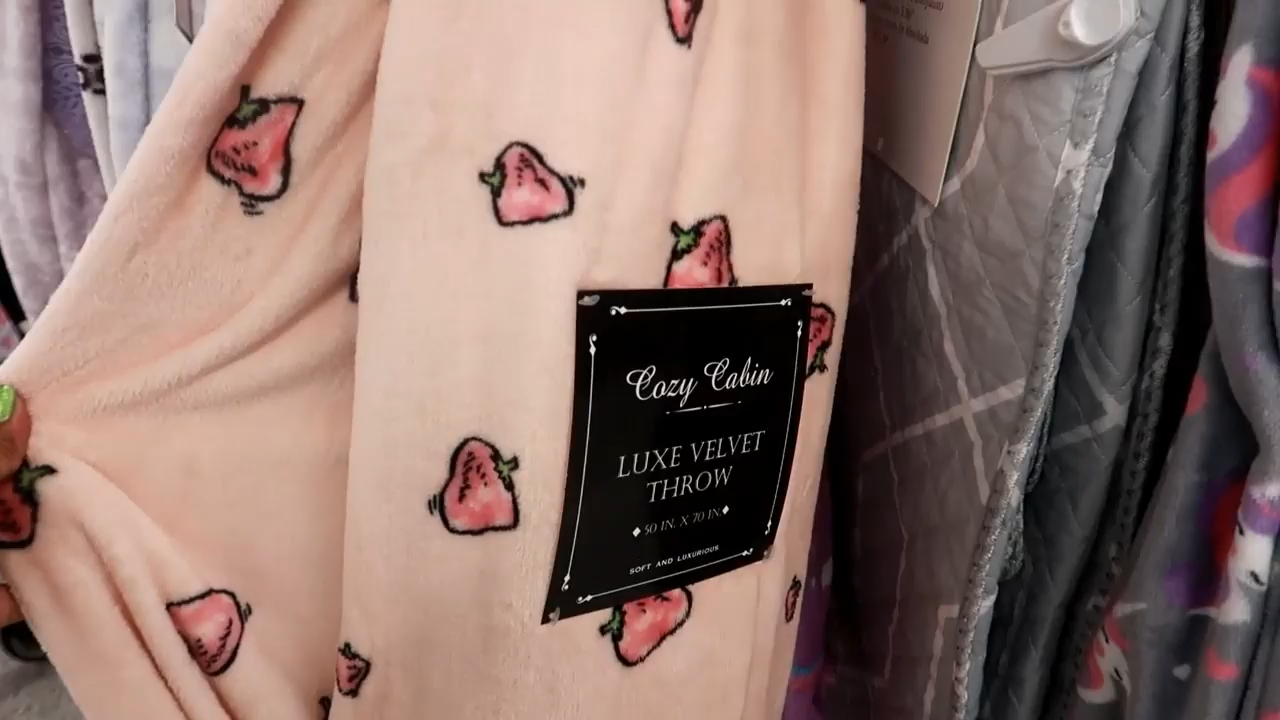 Cozy Cabin
LUXE VELVET
THROW
50 IN. X 70 IN.
SOFT AND LUXURIOUS